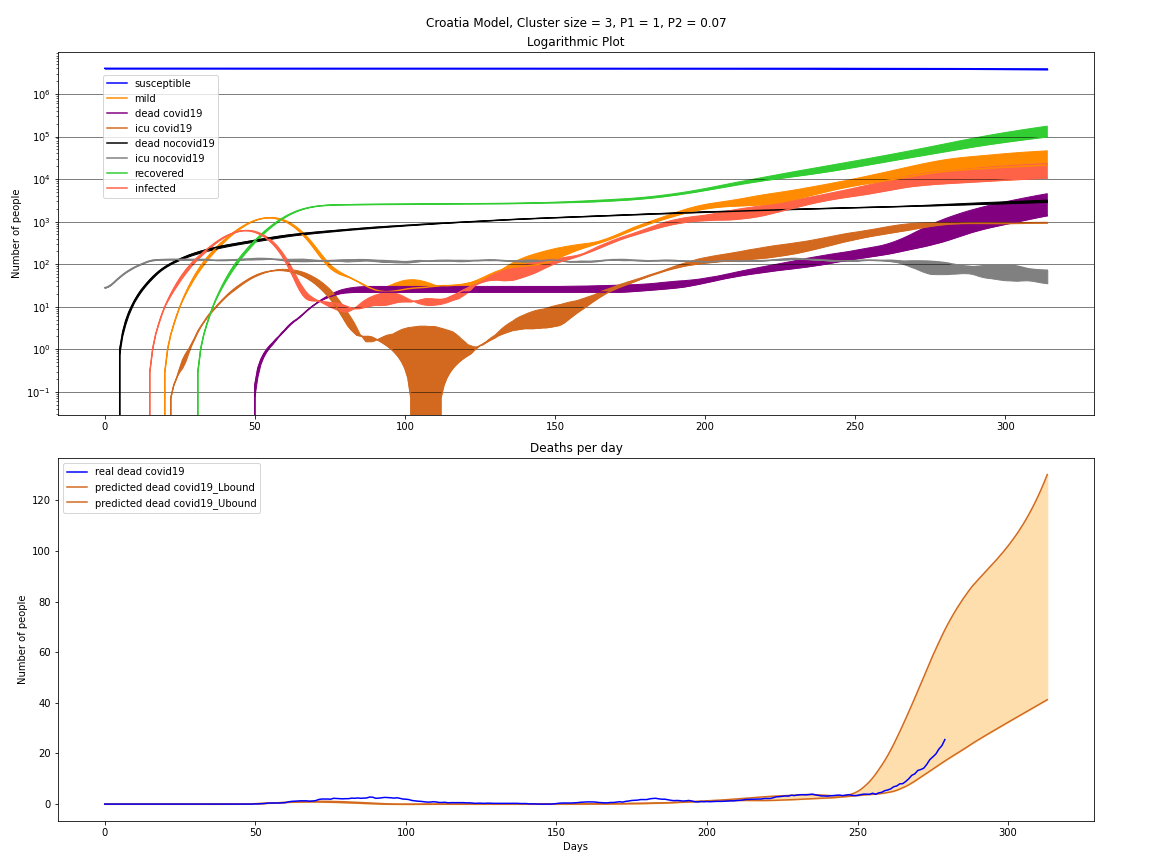 Croatia Model, Cluster size = 3, P1 = 1, P2 = 0.07
Logarithmic Plot
susceptible
mild
dead covid19
icu covid19
dead nocovid19
icu nocovid19
recovered
infected
Number of people
10⁶
10⁵
10⁴
10³
10²
10¹
10⁰
10⁻¹
0 50 100 150 200 250 300
Deaths per day
real dead covid19
predicted dead covid19_Lbound
predicted dead covid19_Ubound
Number of people
120
100
80
60
40
20
0
0 50 100 150 200 250 300
Days